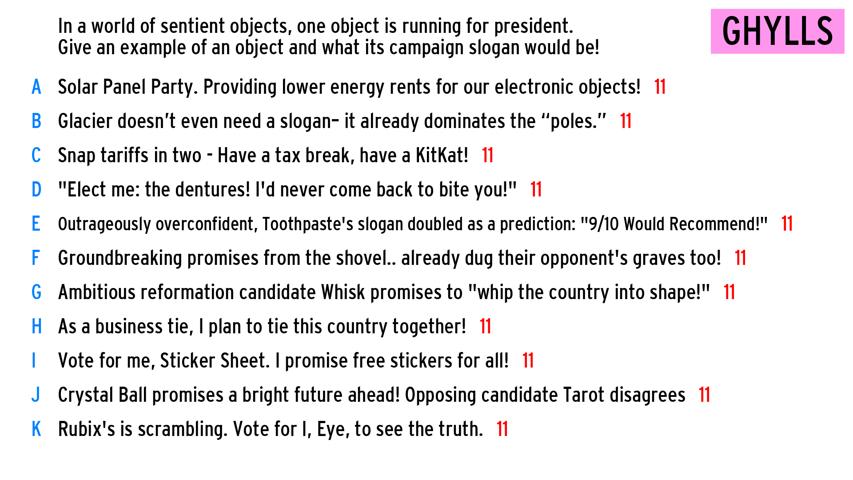 In a world of sentient objects, one object is running for president.
Give an example of an object and what its campaign slogan would be!
GHYLLS
A Solar Panel Party. Providing lower energy rents for our electronic objects! 11
B Glacier doesn't even need a slogan– it already dominates the “poles.” 11
C Snap tariffs in two - Have a tax break, have a KitKat! 11
D "Elect me: the dentures! I'd never come back to bite you!" 11
E Outrageously overconfident, Toothpaste's slogan doubled as a prediction: "9/10 Would Recommend!" 11
F Groundbreaking promises from the shovel.. already dug their opponent's graves too! 11
G Ambitious reformation candidate Whisk promises to "whip the country into shape!" 11
H As a business tie, I plan to tie this country together! 11
I Vote for me, Sticker Sheet. I promise free stickers for all! 11
J Crystal Ball promises a bright future ahead! Opposing candidate Tarot disagrees 11
K Rubix's is scrambling. Vote for I, Eye, to see the truth. 11